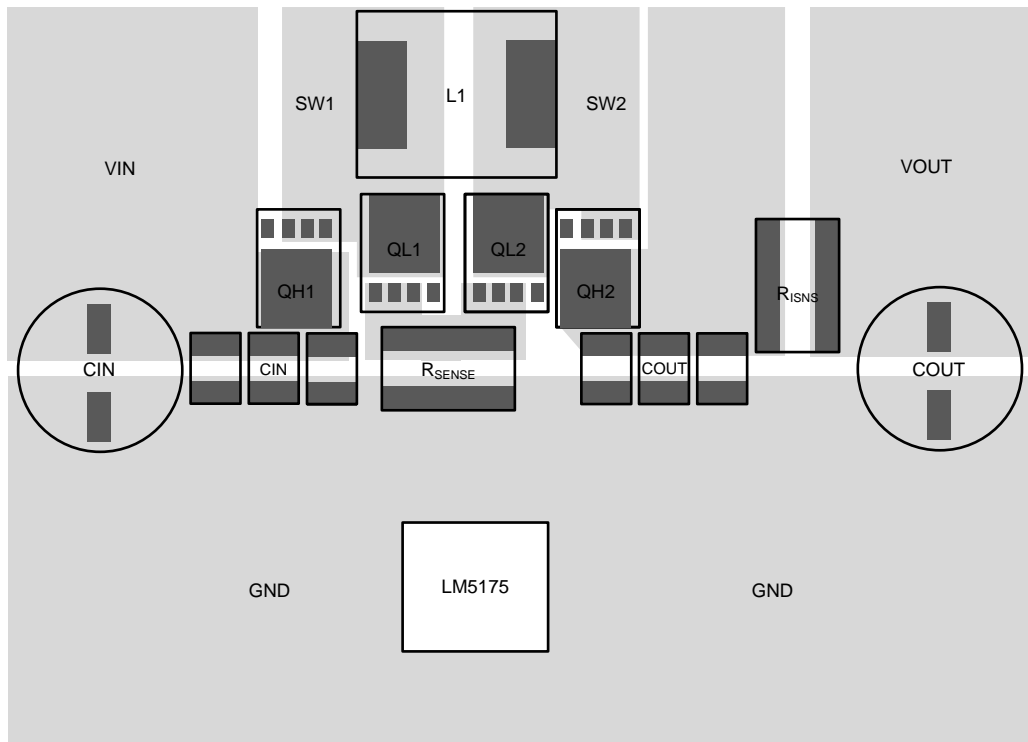 L1
SW1
SW2
VIN
VOUT
QL1
QL2
QH1
QH2
RISNS
CIN
CIN
RSENSE
COUT
COUT
LM5175
GND
GND